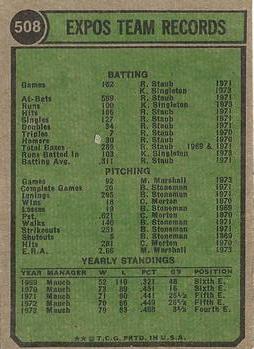 508 EXPOS TEAM RECORDS
BATTING
Games 162 R. Staub 1971
K. Singleton 1973
At-Bats 599 R. Staub 1971
Runs 100 K. Singleton 1973
Hits 186 R. Staub 1971
Singles 127 R. Staub 1971
Doubles 34 R. Staub 1971
Triples 7 R. Staub 1970
Homers 30 R. Staub 1970
Total Bases 289 R. Staub 1969 & 1971
Runs Batted In 103 K. Singleton 1973
Batting Avg. .311 R. Staub 1971
PITCHING
Games 92 M. Marshall 1973
Complete Games 20 B. Stoneman 1971
Innings 295 B. Stoneman 1971
Wins 18 C. Morton 1970
Losses 19 B. Stoneman 1969
Pct. C. Morton 1970
Walks 146 B. Stoneman 1971
Strikeouts 251 B. Stoneman 1971
Shutouts 5 B. Stoneman 1969
Hits 281 C. Morton 1970
E.R.A. 2.66 M. Marshall 1973
YEARLY STANDINGS
YEAR MANAGER W L PCT. GB POSITION
1969 Mauch 52 110 .321 48 Sixth E.
1970 Mauch 73 89 .451 16 Sixth E.
1971 Mauch 71 90 .441 Fifth E.
1972 Mauch 70 86 .449 26½ Fifth E.
1973 Mauch 79 83 .488 3½ Fourth E.
★★ T.C.G. PRTD. IN U.S.A.